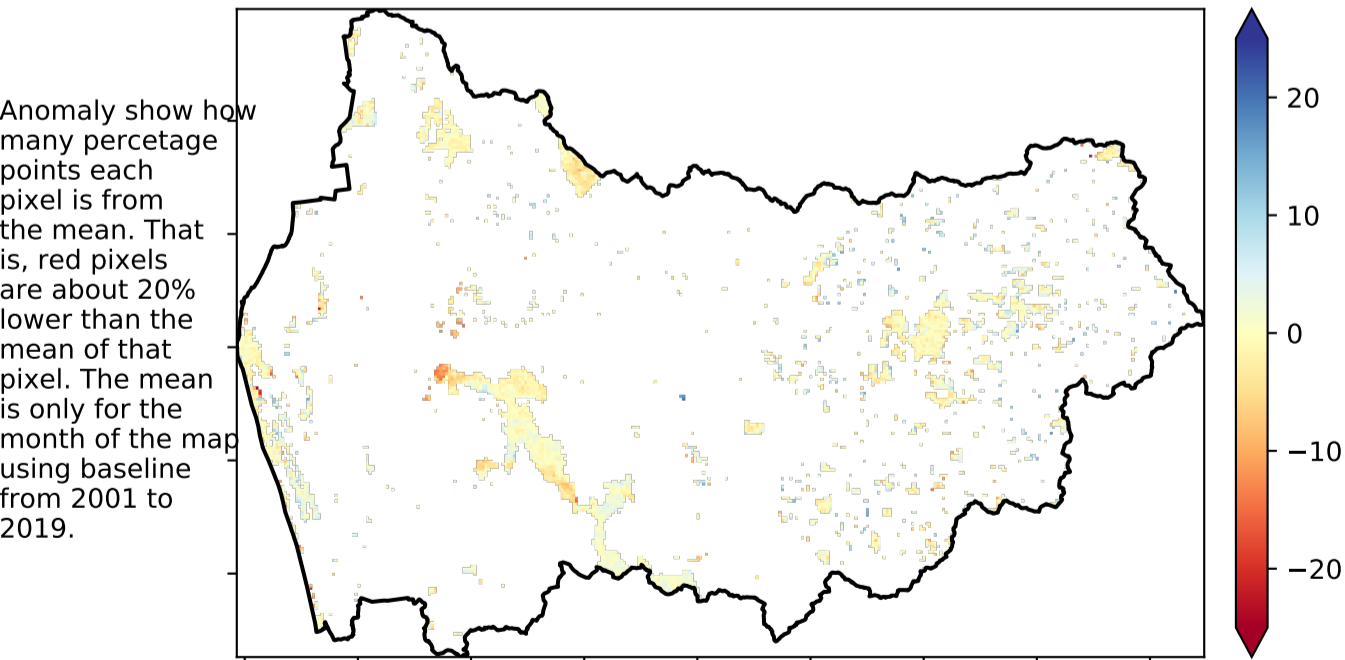 Anomaly show how
many percetage
points each
pixel is from
the mean. That
is, red pixels
are about 20%
lower than the
mean of that
pixel. The mean
is only for the
month of the map
using baseline
from 2001 to
2019.
20
10
0
−10
−20